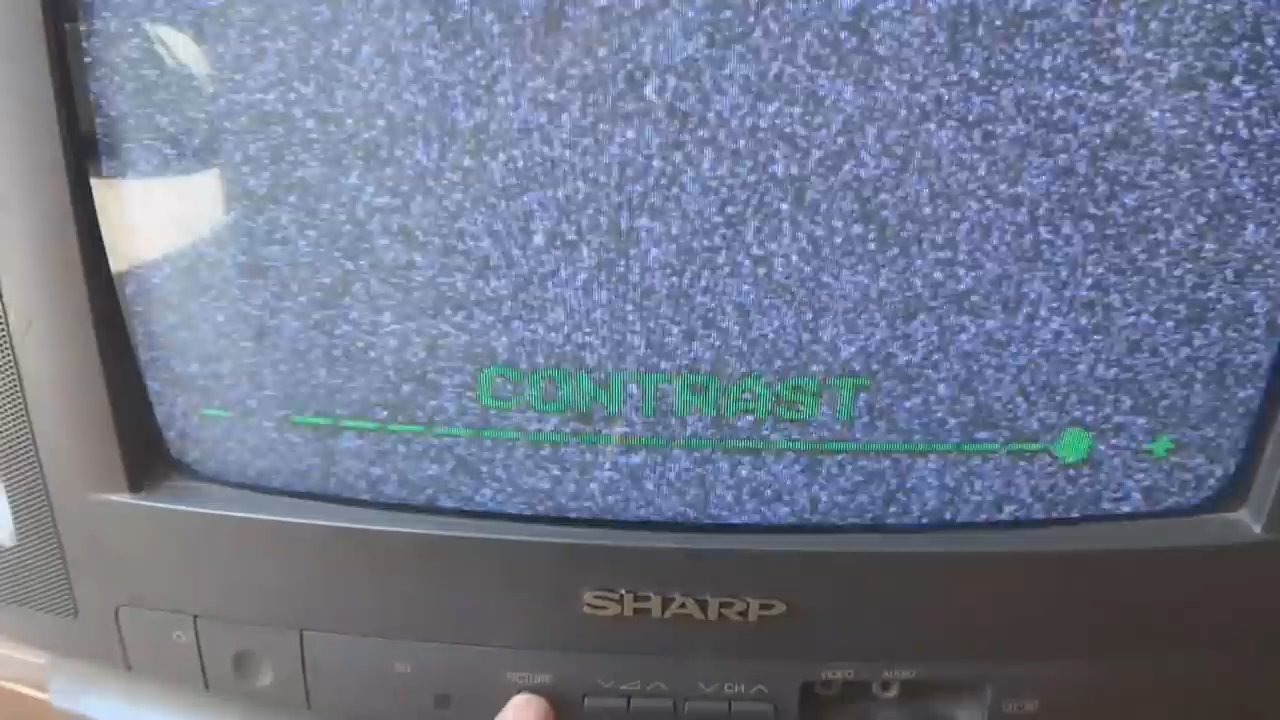 CONTRAST
- +
SHARP
PICTURE
CH
VIDEO AUDIO